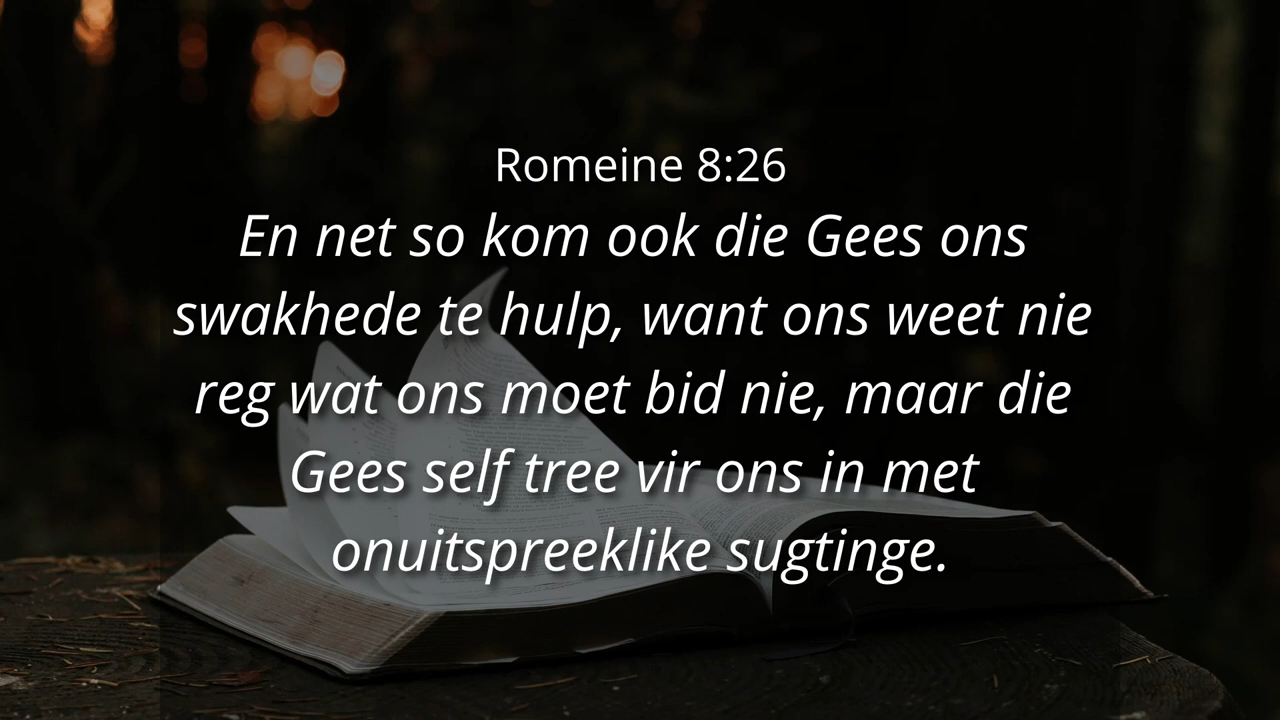 Romeine 8:26
En net so kom ook die Gees ons
swakhede te hulp, want ons weet nie
reg wat ons moet bid nie, maar die
Gees self tree vir ons in met
onuitspreeklike sugtinge.